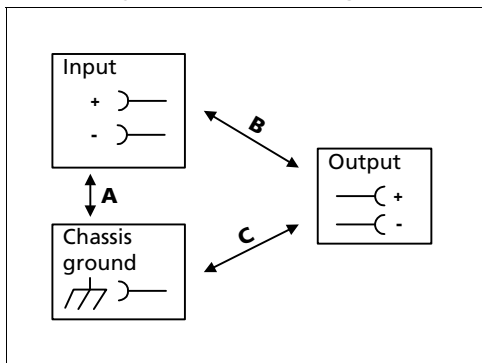 Input
+
-
B
A
Output
+
-
Chassis
ground
C